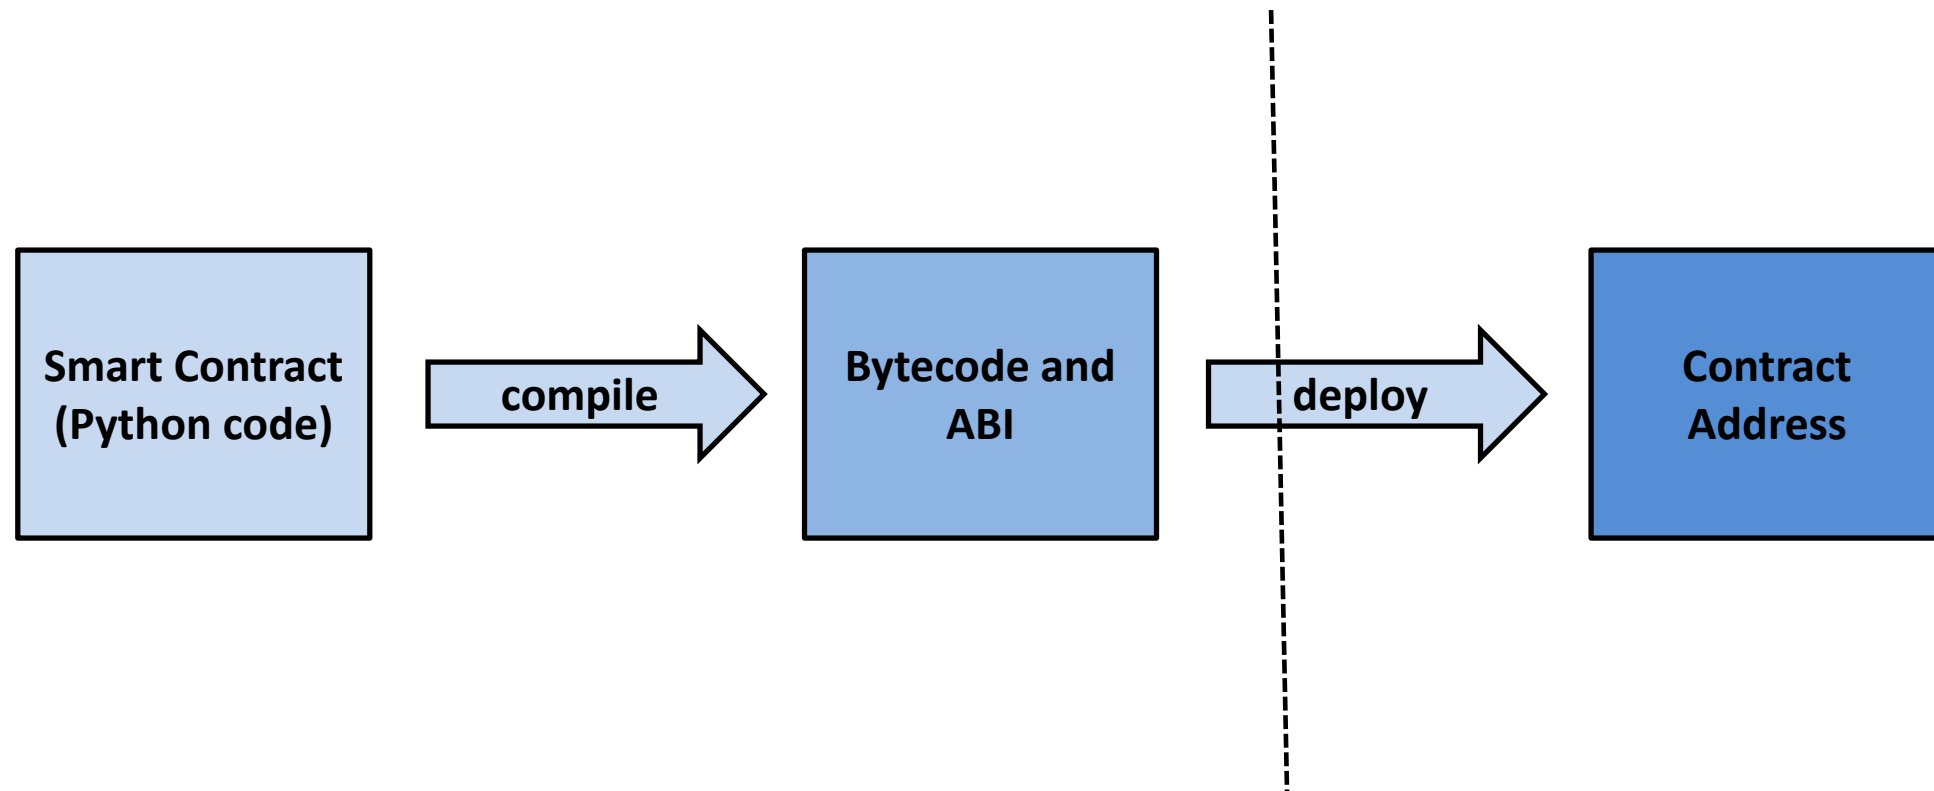 Smart Contract
(Python code)
compile
Bytecode and
ABI
deploy
Contract
Address